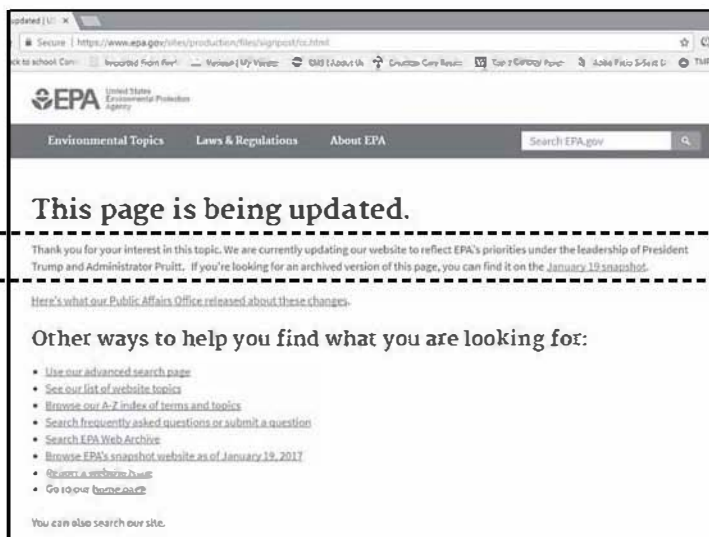 updated | U
Secure | https://www.epa.gov/sites/production/files/signpost/cc.html
EPA United States
Environmental Protection
Agency
Environmental Topics Laws & Regulations About EPA Search EPA.gov
This page is being updated.
Thank you for your interest in this topic. We are currently updating our website to reflect EPA's priorities under the leadership of President
Trump and Administrator Pruitt. If you're looking for an archived version of this page, you can find it on the January 19 snapshot.
Here's what our Public Affairs Office released about these changes.
Other ways to help you find what you are looking for:
• Use our advanced search page
• See our list of website topics
• Browse our A-Z index of terms and topics
• Search frequently asked questions or submit a question
• Search EPA Web Archive
• Browse EPA's snapshot website as of January 19, 2017
• Report a website issue
• Go to our home page
You can also search our site.